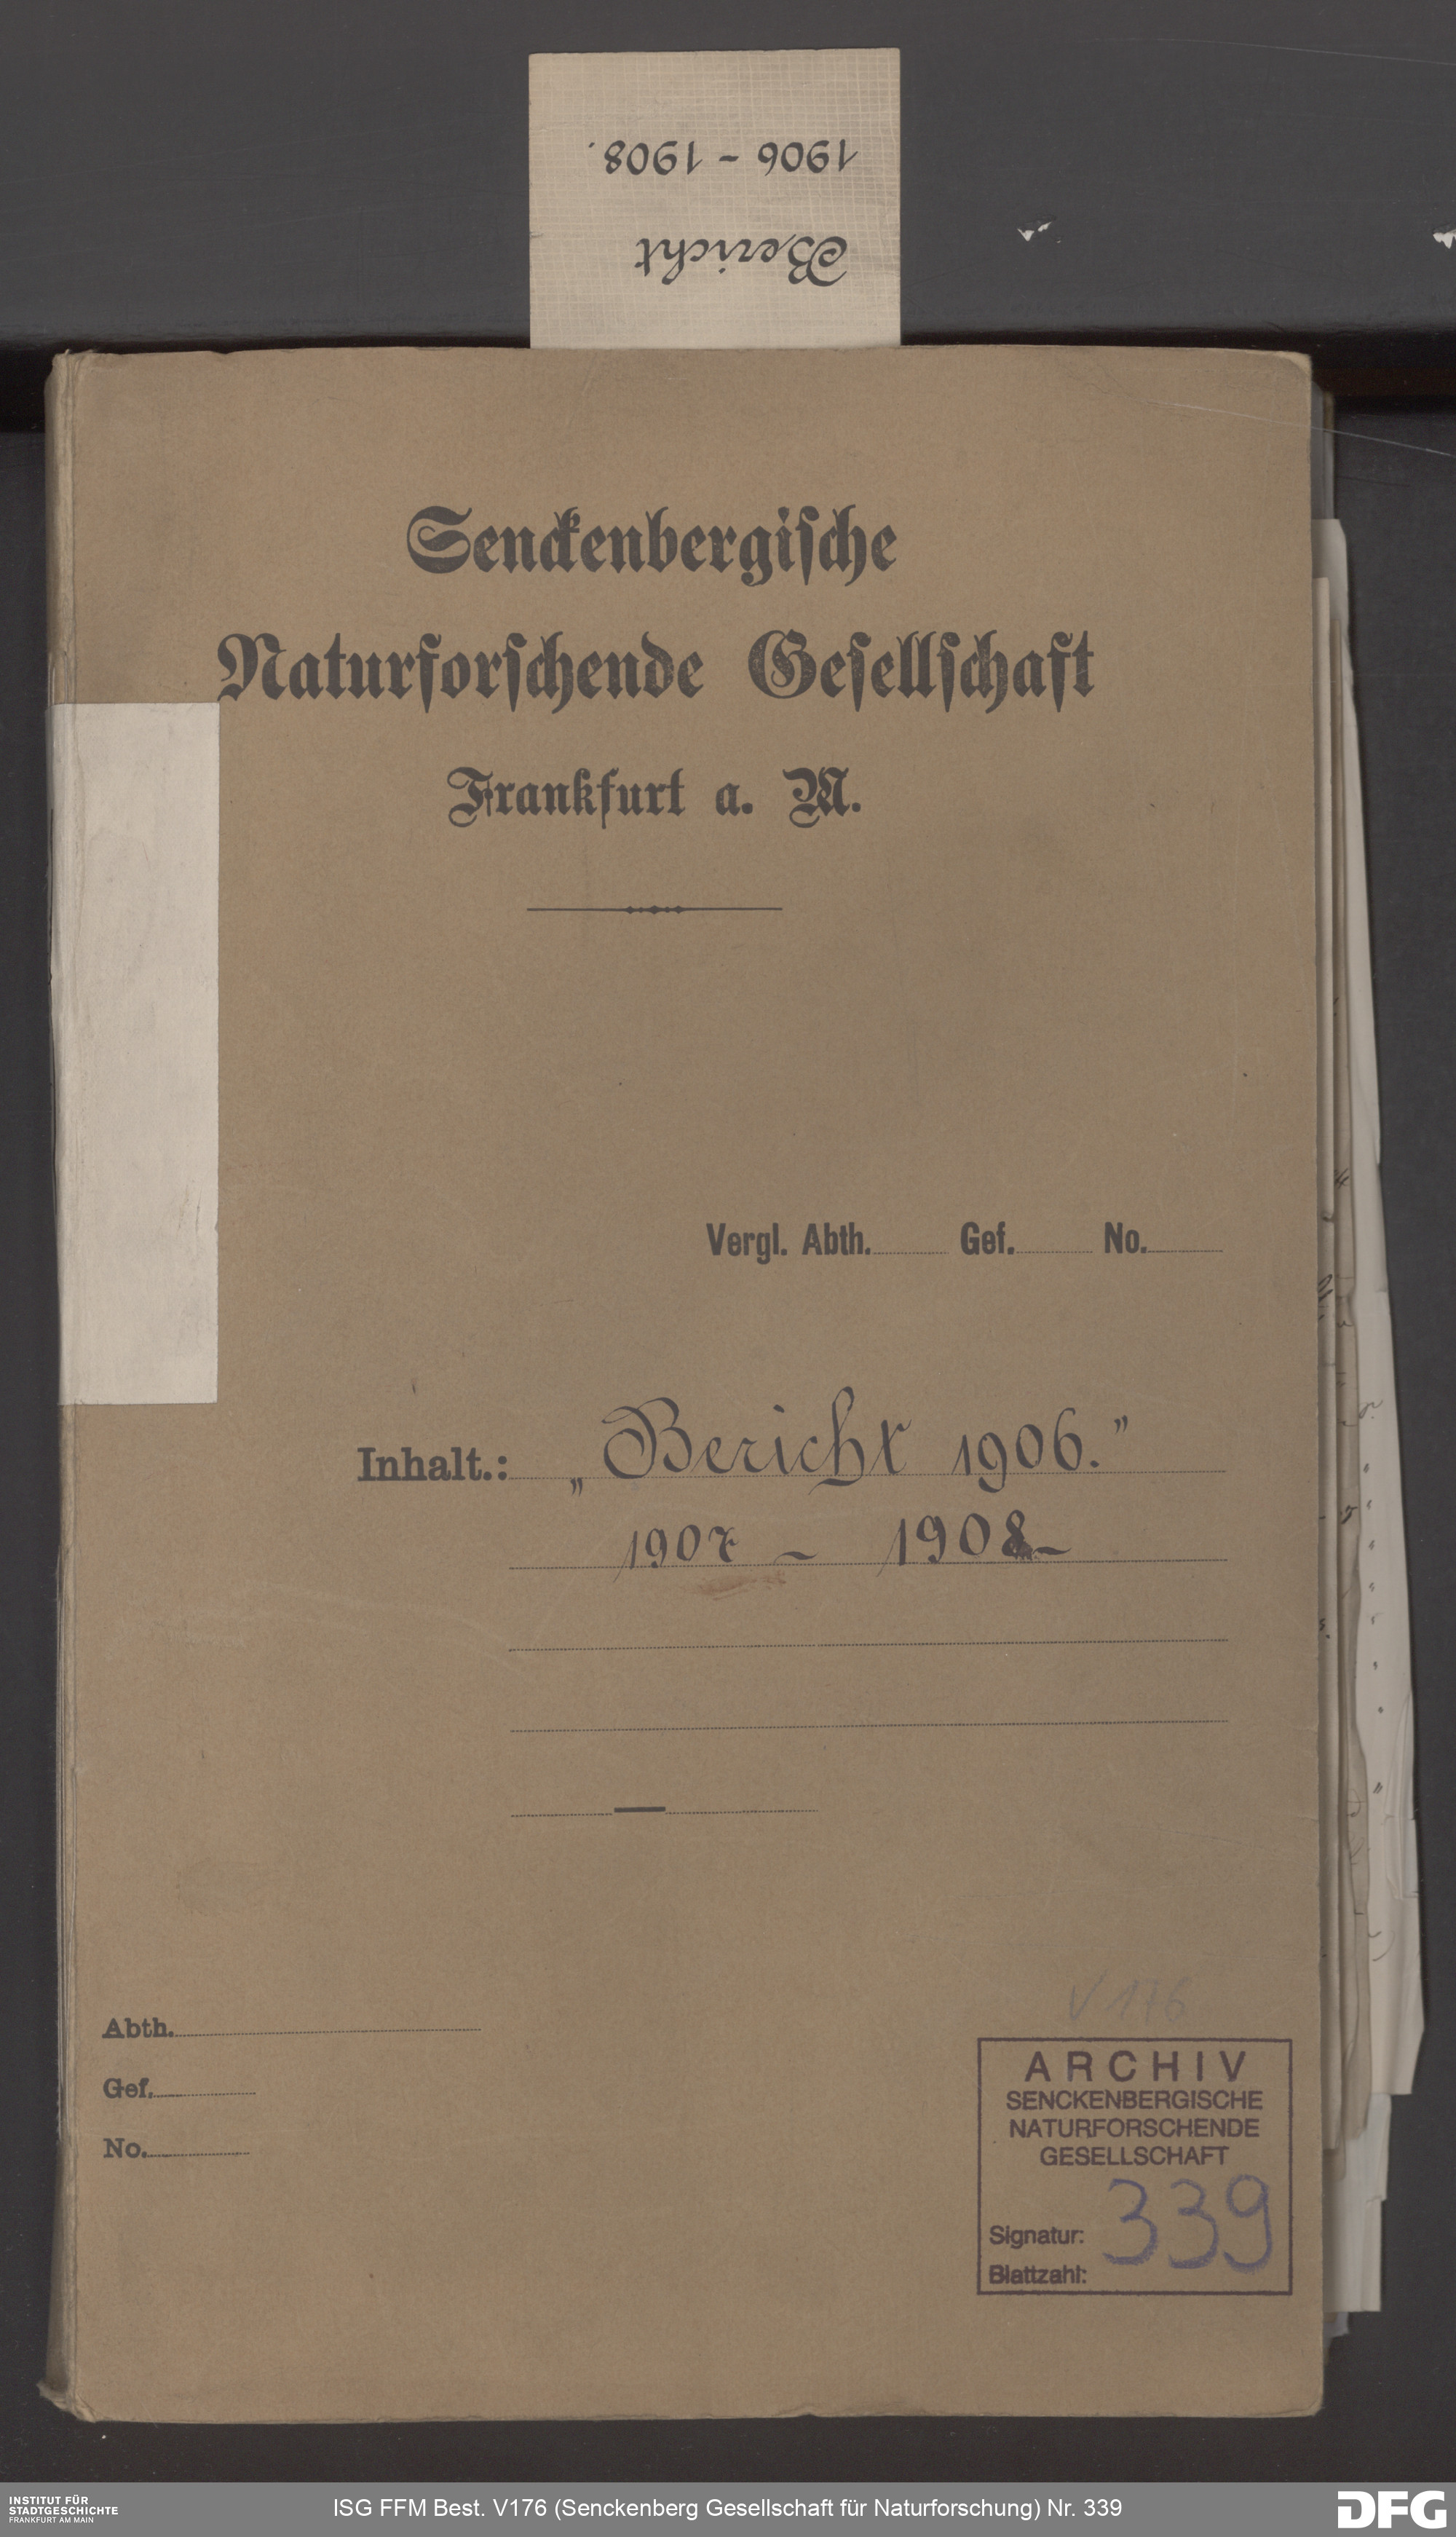 Bericht
1906 - 1908.
Senckenbergische
Naturforschende Gesellschaft
Frankfurt a. M.
Vergl. Abth. Gef. No.
Inhalt.: „Bericht 1906."
1907 - 1908-
Abth.
Gef.
No.
V 176
ARCHIV
SENCKENBERGISCHE
NATURFORSCHENDE
GESELLSCHAFT
Signatur: 339
Blattzahl:
INSTITUT FÜR
STADTGESCHICHTE
FRANKFURT AM MAIN
ISG FFM Best. V176 (Senckenberg Gesellschaft für Naturforschung) Nr. 339
DFG